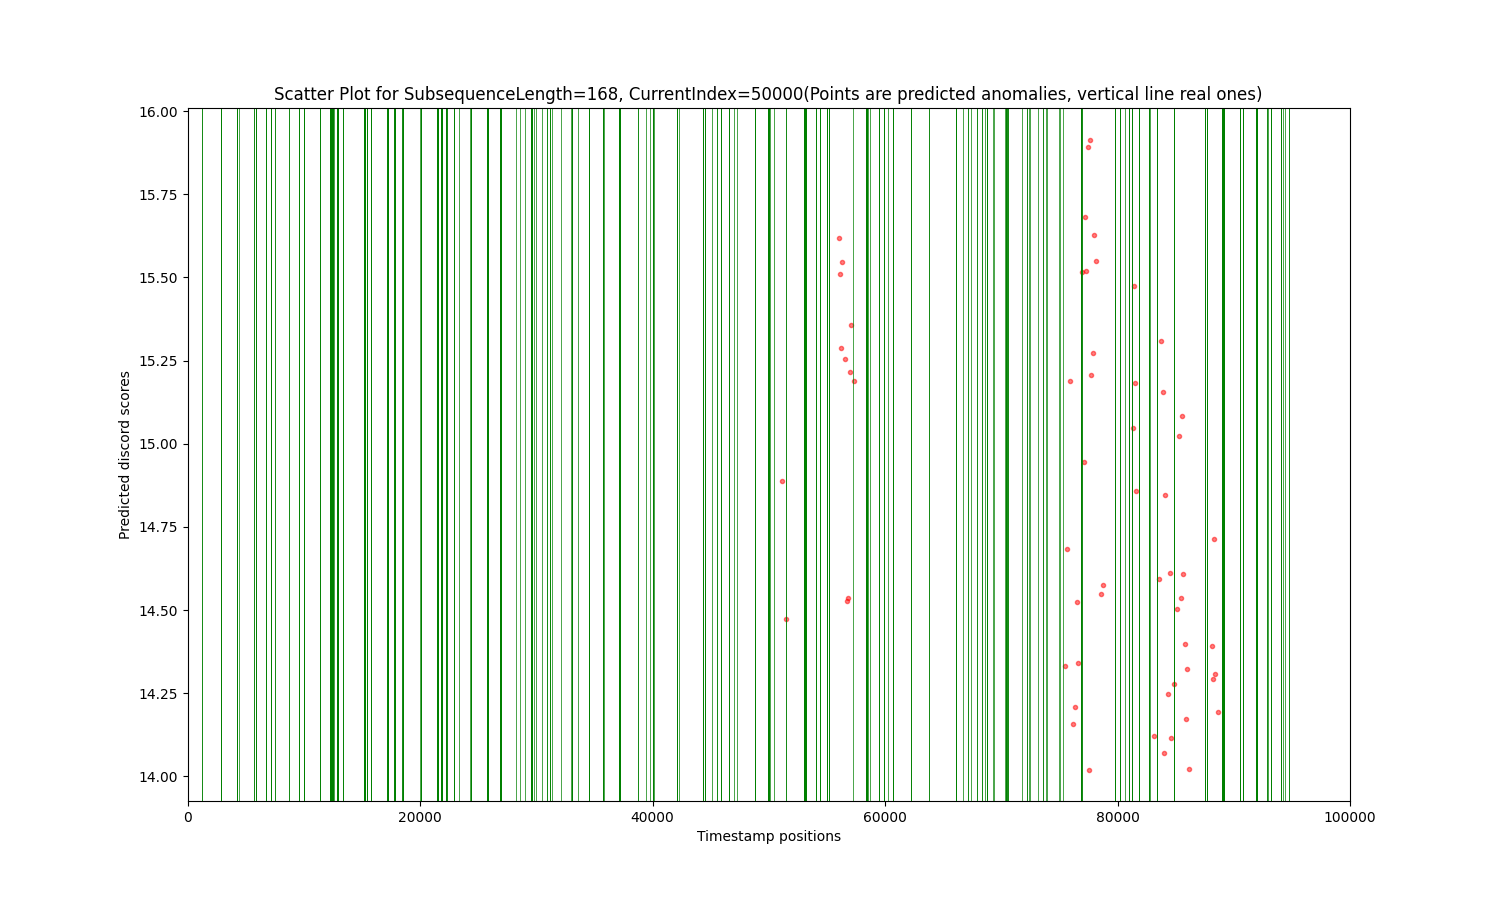 Scatter Plot for SubsequenceLength=168, CurrentIndex=50000(Points are predicted anomalies, vertical line real ones)
16.00
15.75
15.50
15.25
15.00
14.75
14.50
14.25
14.00
Predicted discord scores
0 20000 40000 60000 80000 100000
Timestamp positions